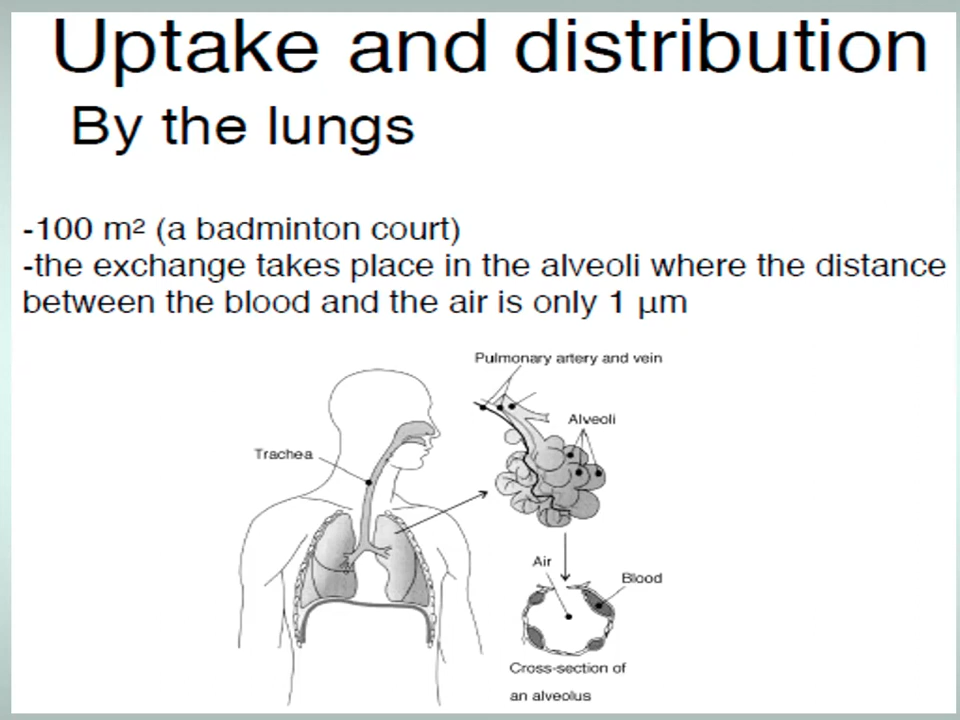 Uptake and distribution
By the lungs
-100 m² (a badminton court)
-the exchange takes place in the alveoli where the distance
between the blood and the air is only 1 µm
Pulmonary artery and vein
Alveoli
Trachea
Air
Blood
Cross-section of
an alveolus